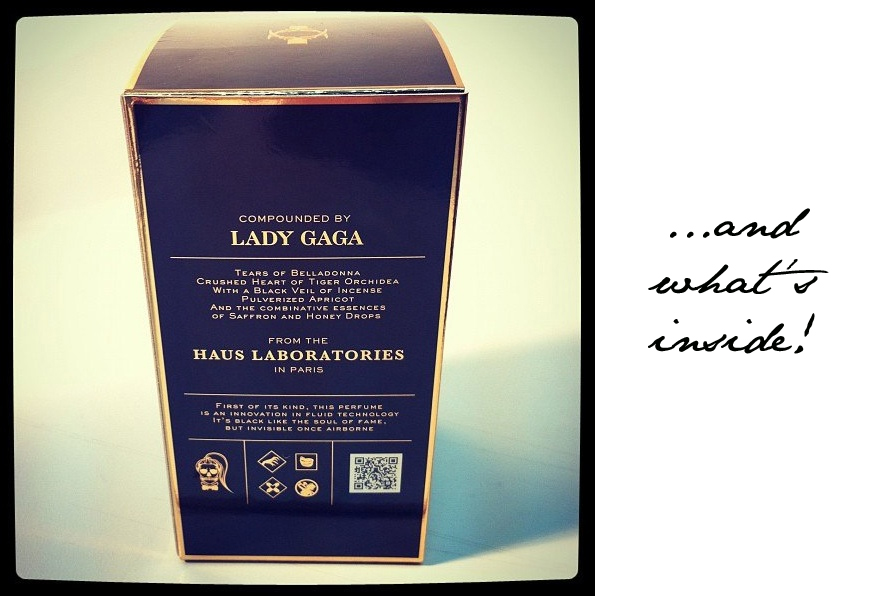 COMPOUNDED BY
LADY GAGA
TEARS OF BELLADONNA
CRUSHED HEART OF TIGER ORCHIDEA
WITH A BLACK VEIL OF INCENSE
PULVERIZED APRICOT
AND THE COMBINATIVE ESSENCES
OF SAFFRON AND HONEY DROPS
FROM THE
HAUS LABORATORIES
IN PARIS
FIRST OF ITS KIND, THIS PERFUME
IS AN INNOVATION IN FLUID TECHNOLOGY
IT'S BLACK LIKE THE SOUL OF FAME,
BUT INVISIBLE ONCE AIRBORNE
...and
what's
inside!